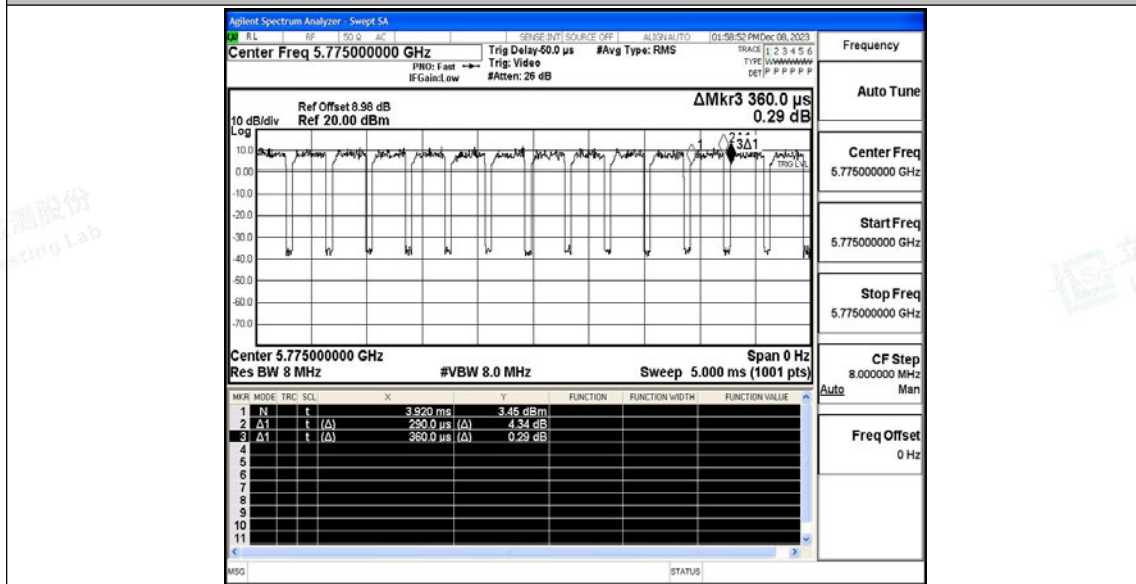 Agilent Spectrum Analyzer - Swept SA
RL RF 50 Ω AC SENSE:INT SOURCE OFF ALIGNAUTO 01:58:52 PM Dec 08, 2023
Center Freq 5.775000000 GHz
PNO: Fast
IFGain:Low
Trig Delay-50.0 µs
Trig: Video
#Atten: 26 dB
#Avg Type: RMS
TRACE 1 2 3 4 5 6
TYPE
DET P P P P P P
Ref Offset 8.98 dB
10 dB/div Ref 20.00 dBm
Log
ΔMkr3 360.0 µs
0.29 dB
10.0
0.00
-10.0
-20.0
-30.0
-40.0
-50.0
-60.0
-70.0
1
3Δ1
TRIG LVL
Center 5.775000000 GHz Span 0 Hz
Res BW 8 MHz #VBW 8.0 MHz Sweep 5.000 ms (1001 pts)
MKR MODE TRC SCL X Y FUNCTION FUNCTION WIDTH FUNCTION VALUE
1 N t 3.920 ms 3.45 dBm
2 Δ1 t (Δ) 290.0 µs (Δ) 4.34 dB
3 Δ1 t (Δ) 360.0 µs (Δ) 0.29 dB
4
5
6
7
8
9
10
11
MSG STATUS
Frequency
Auto Tune
Center Freq
5.775000000 GHz
Start Freq
5.775000000 GHz
Stop Freq
5.775000000 GHz
CF Step
8.000000 MHz
Auto Man
Freq Offset
0 Hz